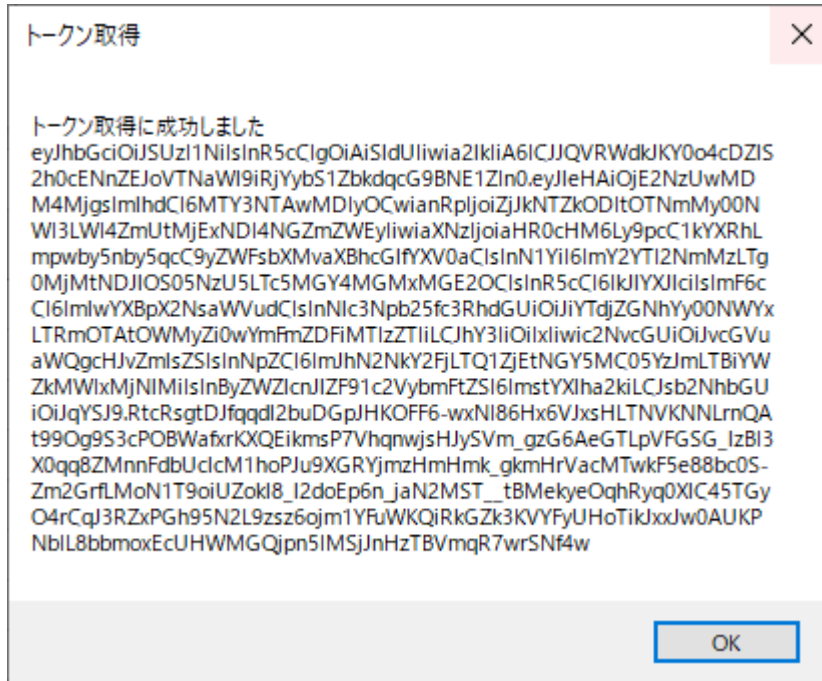 トークン取得
トークン取得に成功しました
eyJhbGciOiJSUzI1NiIsInR5cCIgOiAiSldUIiwia2lkIiA6ICJJQVRWdkJKY0o4cDZIS
2h0cENnZEJoVTNaWl9iRjYybS1ZbkdqcG9BNE1ZIn0.eyJleHAiOjE2NzUwMD
M4MjgsImlhdCI6MTY3NTAwMDIyOCwianRpIjoiZjJkNTZkODItOTNmMy00N
WI3LWI4ZmUtMjExNDI4NGZmZWEyIiwiaXNzIjoiaHR0cHM6Ly9pcC1kYXRhL
mpwby5nby5qcC9yZWFsbXMvaXBhcGlfYXV0aCIsInN1YiI6ImY2YTI2NmMzLTg
0MjMtNDJlOS05NzU5LTc5MGY4MGMxMGE2OCIsInR5cCI6IkJlYXJlciIsImF6c
CI6ImlwYXBpX2NsaWVudCIsInNlc3Npb25fc3RhdGUiOiJiYTdjZGNhYy00NWYx
LTRmOTAtOWMyZi0wYmFmZDFiMTIzZTIiLCJhY3IiOiIxIiwic2NvcGUiOiJvcGVu
aWQgcHJvZmlsZSIsInNpZCI6ImJhN2NkY2FjLTQ1ZjEtNGY5MC05YzJmLTBiYW
ZkMWIxMjNlMiIsInByZWZlcnJlZF91c2VybmFtZSI6ImstYXlha2kiLCJsb2NhbGU
iOiJqYSJ9.RtcRsgtDJfqqdI2buDGpJHKOFF6-wxNI86Hx6VJxsHLTNVKNNLrnQA
t99Og9S3cPOBWafxrKXQEikmsP7VhqnwjsHJySVm_gzG6AeGTLpVFGSG_IzBI3
X0qq8ZMnnFdbUcIcM1hoPJu9XGRYjmzHmHmk_gkmHrVacMTwkF5e88bc0S-
Zm2GrfLMoN1T9oiUZokI8_I2doEp6n_jaN2MST__tBMekyeOqhRyq0XIC45TGy
O4rCqJ3RZxPGh95N2L9zsz6ojm1YFuWKQiRkGZk3KVYFyUHoTikJxxJw0AUKP
NbIL8bbmoxEcUHWMGQjpn5IMSjJnHzTBVmqR7wrSNf4w
OK